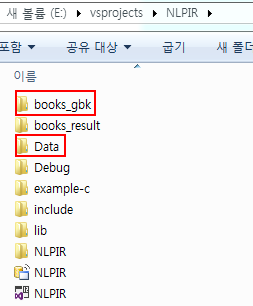 새 볼륨 (E:) ▸ vsprojects ▸ NLPIR ▸
포함 ▾ 공유 대상 ▾ 굽기 새 폴더
이름
books_gbk
books_result
Data
Debug
example-c
include
lib
NLPIR
NLPIR
NLPIR